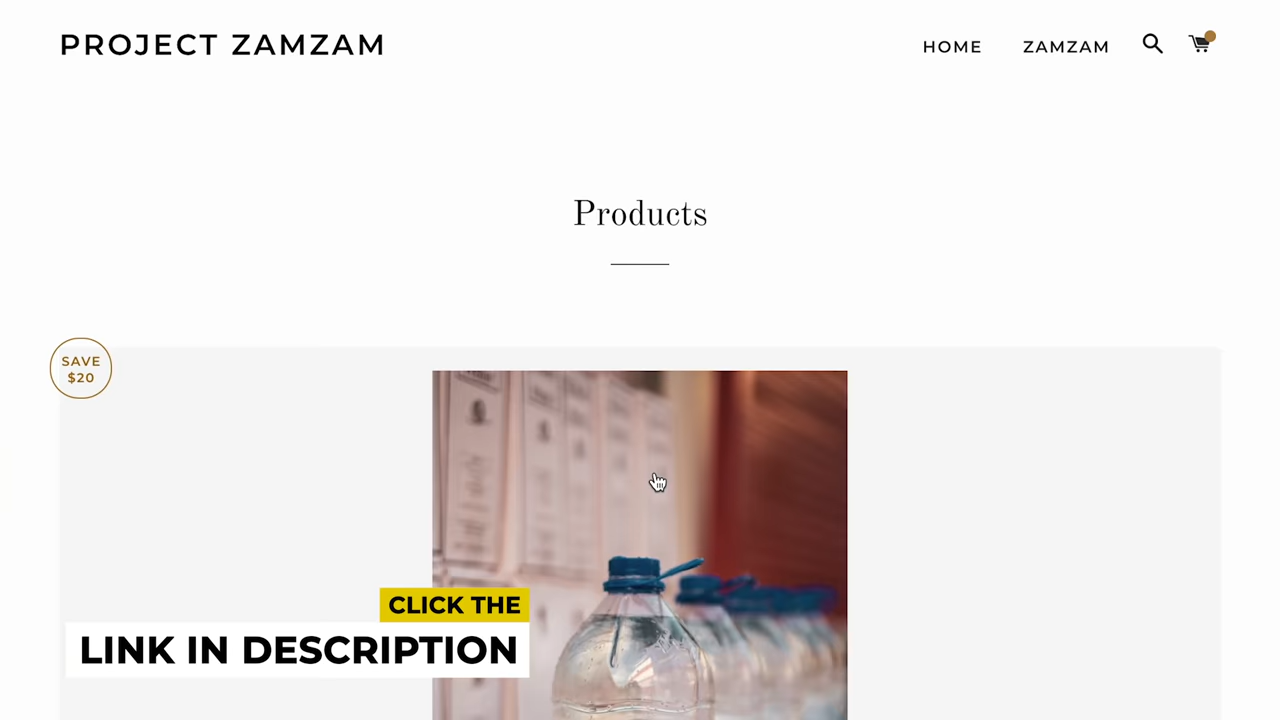 PROJECT ZAMZAM
HOME ZAMZAM
Products
SAVE
$20
CLICK THE
LINK IN DESCRIPTION